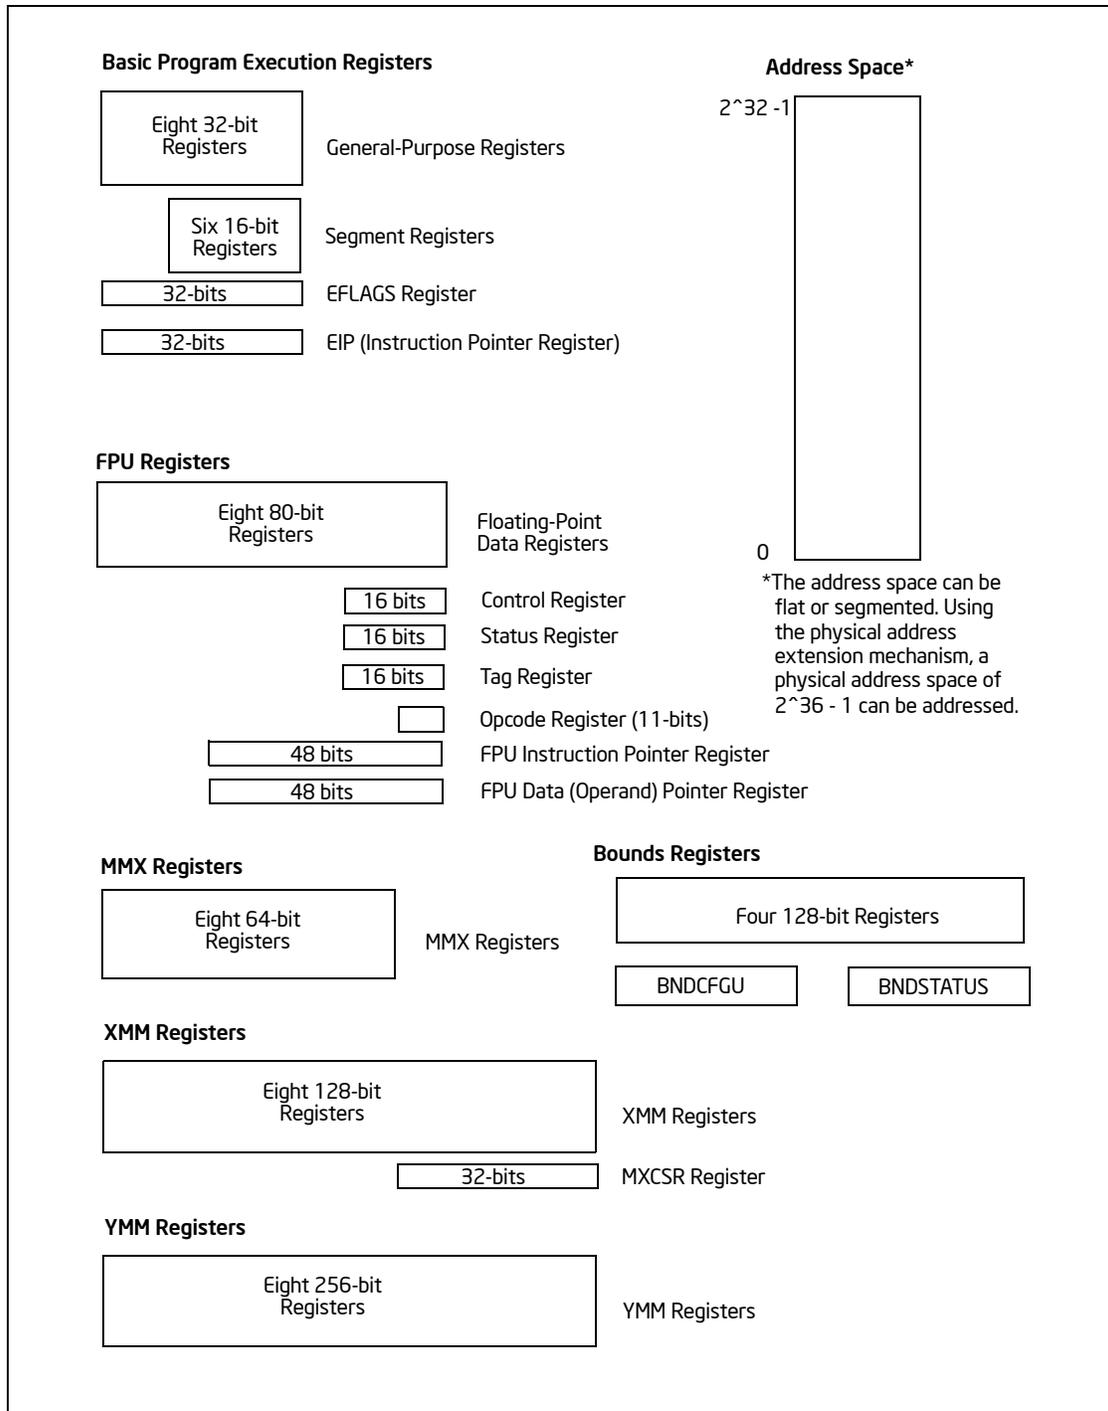 Basic Program Execution Registers
Address Space*
2^32 -1
Eight 32-bit
Registers
General-Purpose Registers
Six 16-bit
Registers
Segment Registers
32-bits
EFLAGS Register
32-bits
EIP (Instruction Pointer Register)
FPU Registers
Eight 80-bit
Registers
Floating-Point
Data Registers
0
*The address space can be
flat or segmented. Using
the physical address
extension mechanism, a
physical address space of
2^36 - 1 can be addressed.
16 bits
Control Register
16 bits
Status Register
16 bits
Tag Register
Opcode Register (11-bits)
48 bits
FPU Instruction Pointer Register
48 bits
FPU Data (Operand) Pointer Register
MMX Registers
Eight 64-bit
Registers
MMX Registers
Bounds Registers
Four 128-bit Registers
BNDCFGU
BNDSTATUS
XMM Registers
Eight 128-bit
Registers
XMM Registers
32-bits
MXCSR Register
YMM Registers
Eight 256-bit
Registers
YMM Registers